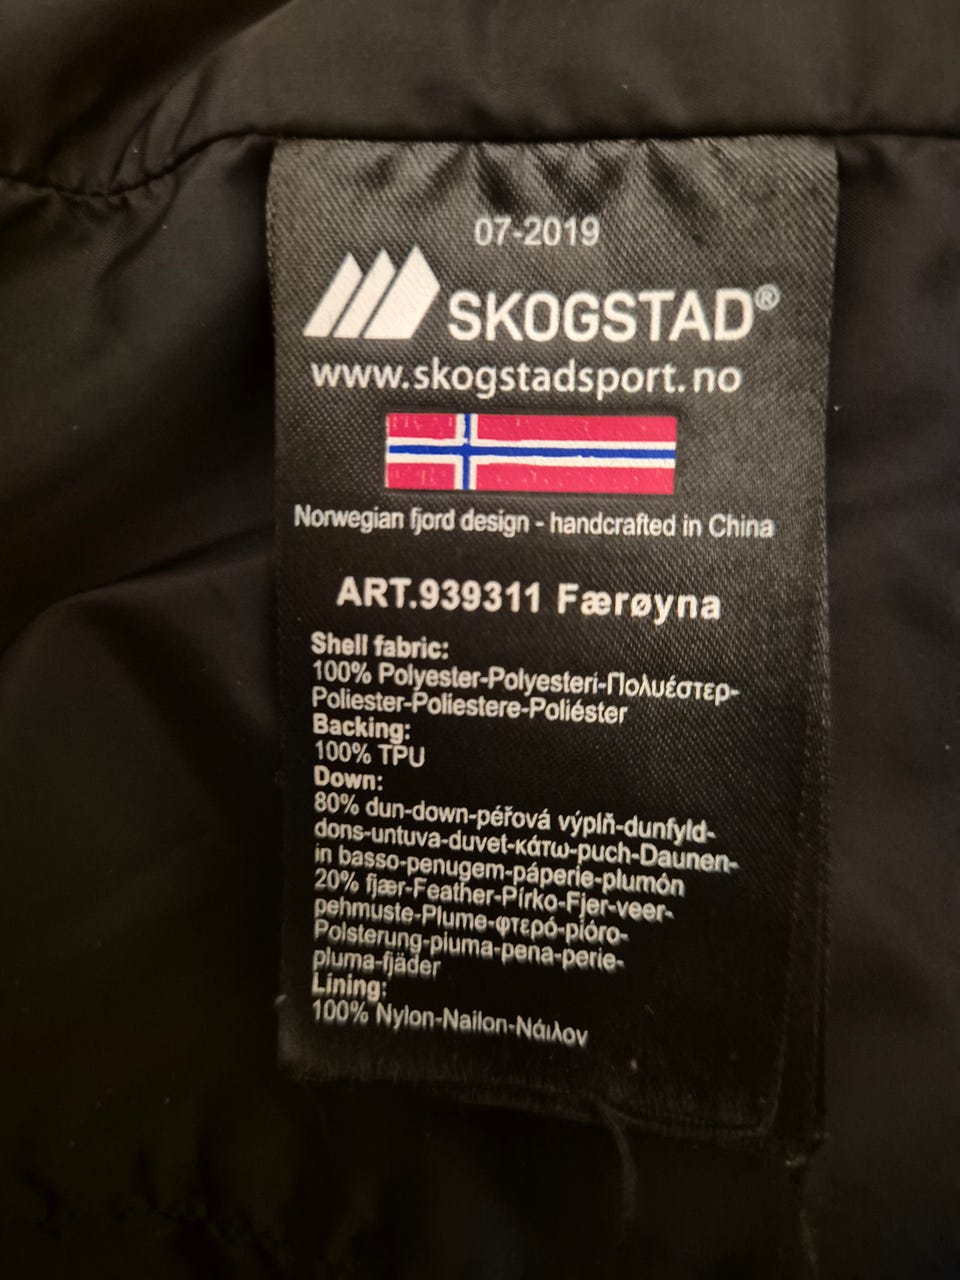 07-2019
SKOGSTAD®
www.skogstadsport.no
Norwegian fjord design - handcrafted in China
ART.939311 Færøyna
Shell fabric:
100% Polyester-Polyesteri-Πολυέστερ-
Poliester-Poliestere-Poliéster
Backing:
100% TPU
Down:
80% dun-down-péřová výplň-dunfyld-
dons-untuva-duvet-κάτω-puch-Daunen-
in basso-penugem-páperie-plumón
20% fjær-Feather-Pírko-Fjer-veer-
pehmuste-Plume-φτερό-pióro-
Polsterung-piuma-pena-perie-
pluma-fjäder
Lining:
100% Nylon-Nailon-Νάιλον